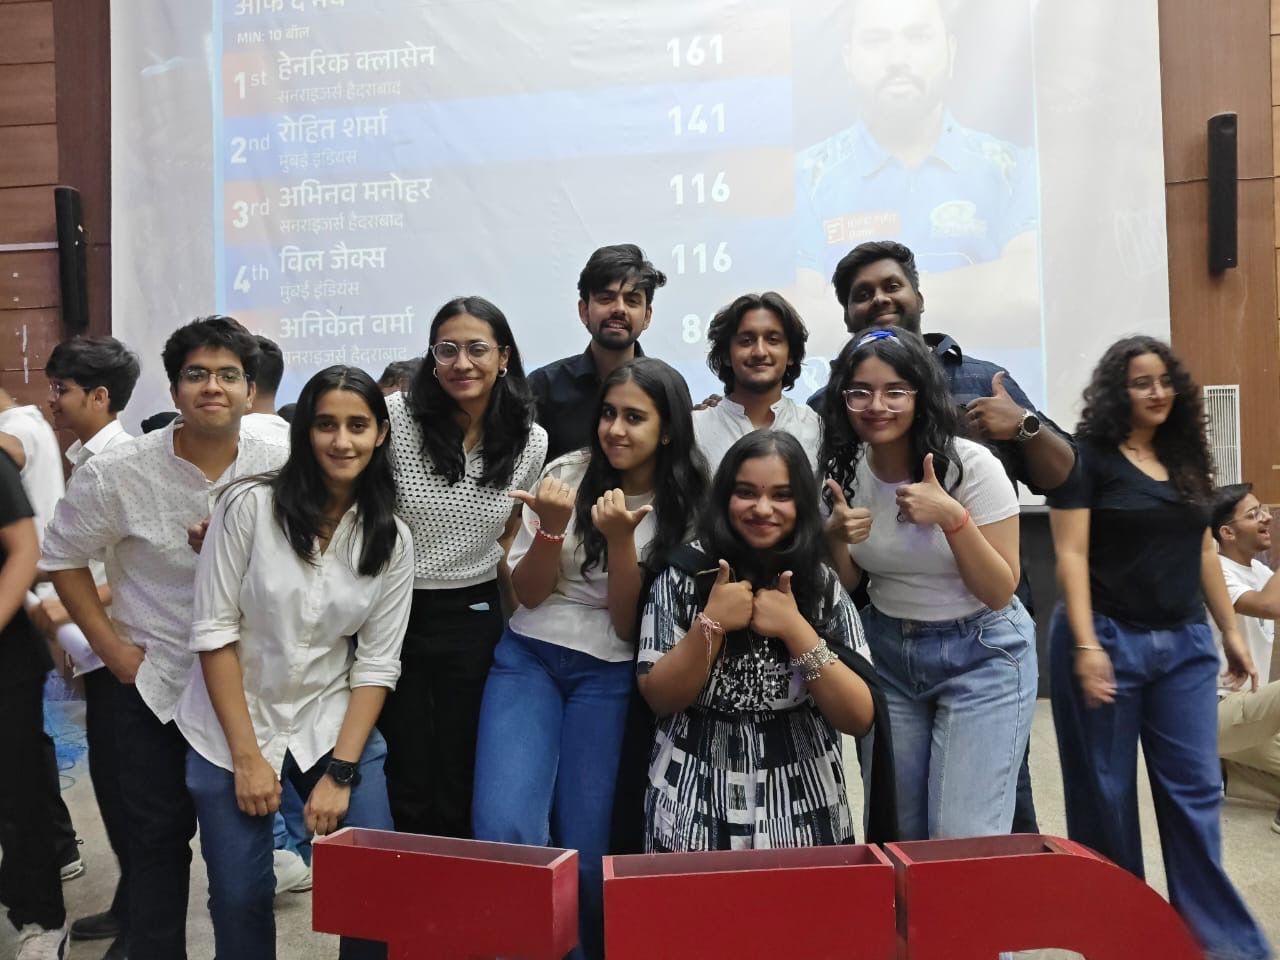 ऑफ द मैच
MIN: 10 बॉल
1st हेनरिक क्लासेन 161
सनराइजर्स हैदराबाद
2nd रोहित शर्मा 141
मुंबई इंडियंस
3rd अभिनव मनोहर 116
सनराइजर्स हैदराबाद
4th विल जैक्स 116
मुंबई इंडियंस
अनिकेत वर्मा
सनराइजर्स हैदराबाद